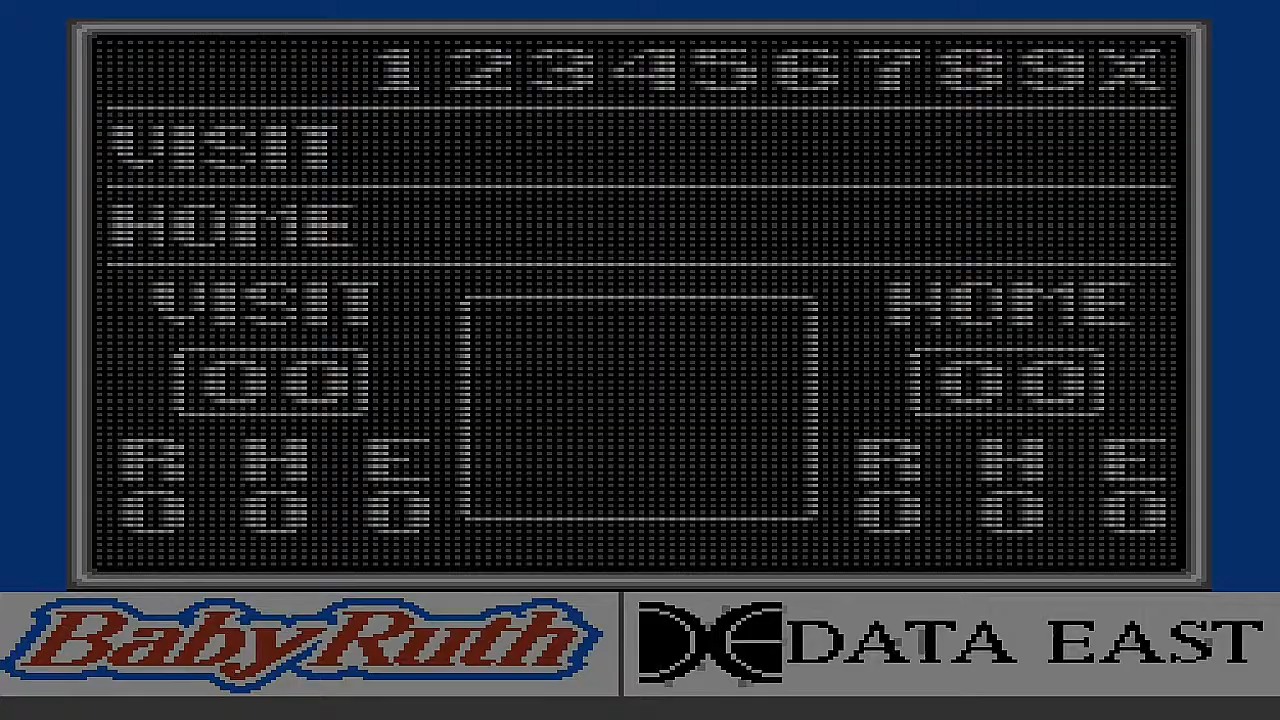 1 2 3 4 5 6 7 8 9 X
VISIT
HOME
VISIT HOME
00 00
R H E R H E
0 0 0 0 0 0
Baby Ruth DATA EAST